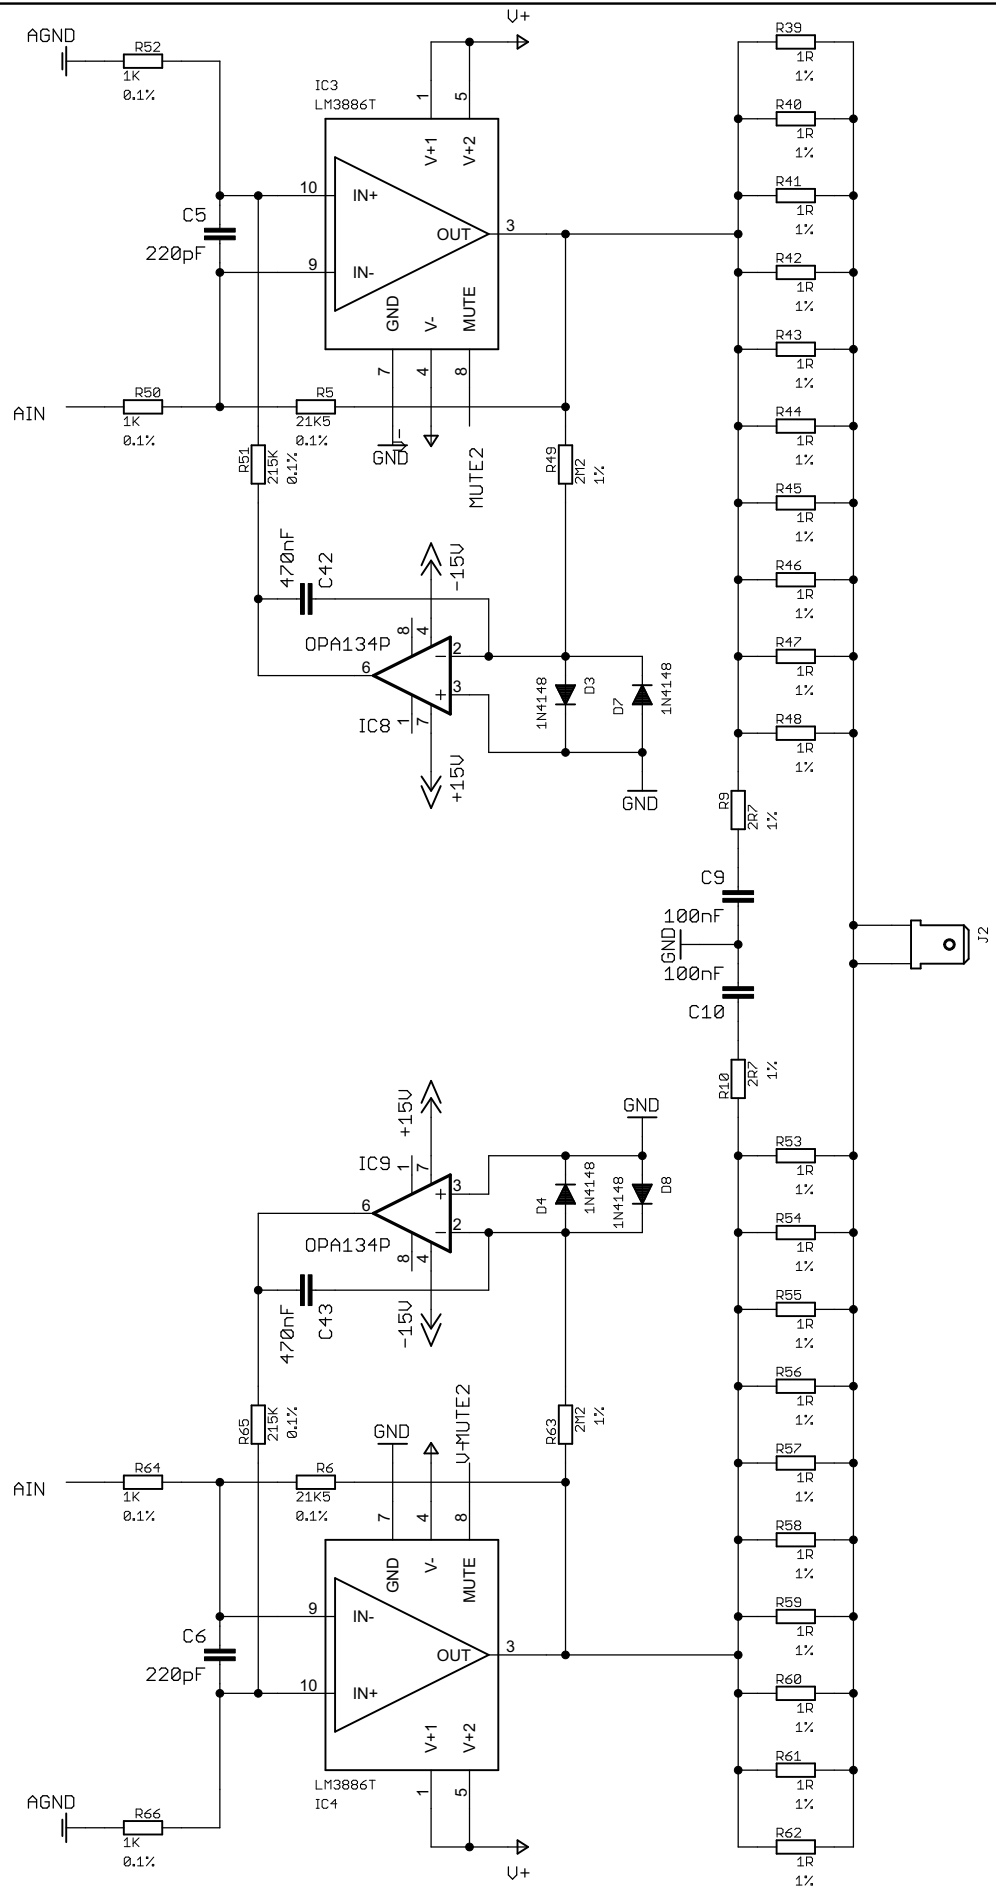 V+
AGND
R52
1K
0.1%
IC3
LM3886T
1
5
V+1
V+2
10
IN+
C5
220pF
OUT
3
9
IN-
GND
V-
MUTE
7
4
8
AIN
R50
1K
0.1%
R5
21K5
0.1%
GND
V-
MUTE2
R51
215K
0.1%
R49
2M2
1%
470nF
C42
-15V
OPA134P
8
4
6
2
3
IC8
1
7
+15V
1N4148
D3
D7
1N4148
GND
R39
1R
1%
R40
1R
1%
R41
1R
1%
R42
1R
1%
R43
1R
1%
R44
1R
1%
R45
1R
1%
R46
1R
1%
R47
1R
1%
R48
1R
1%
R9
2R7
1%
C9
100nF
GND
100nF
C10
J2
R10
2R7
1%
+15V
GND
IC9
1
7
6
3
2
OPA134P
8
4
D4
1N4148
1N4148
D8
470nF
C43
-15V
R65
215K
0.1%
GND
V-
MUTE2
R63
2M2
1%
AIN
R64
1K
0.1%
R6
21K5
0.1%
7
4
8
GND
V-
MUTE
9
IN-
C6
220pF
OUT
3
10
IN+
V+1
V+2
LM3886T
IC4
1
5
AGND
R66
1K
0.1%
V+
R53
1R
1%
R54
1R
1%
R55
1R
1%
R56
1R
1%
R57
1R
1%
R58
1R
1%
R59
1R
1%
R60
1R
1%
R61
1R
1%
R62
1R
1%